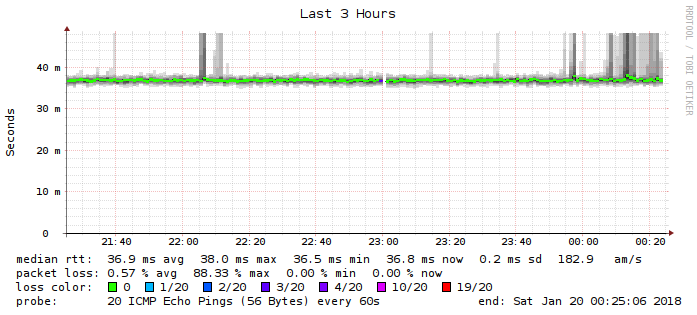 Last 3 Hours
RRDTOOL / TOBI OETIKER
Seconds
40 m
30 m
20 m
10 m
0
21:40 22:00 22:20 22:40 23:00 23:20 23:40 00:00 00:20
median rtt: 36.9 ms avg 38.0 ms max 36.5 ms min 36.8 ms now 0.2 ms sd 182.9 am/s
packet loss: 0.57 % avg 88.33 % max 0.00 % min 0.00 % now
loss color: 0 1/20 2/20 3/20 4/20 10/20 19/20
probe: 20 ICMP Echo Pings (56 Bytes) every 60s end: Sat Jan 20 00:25:06 2018